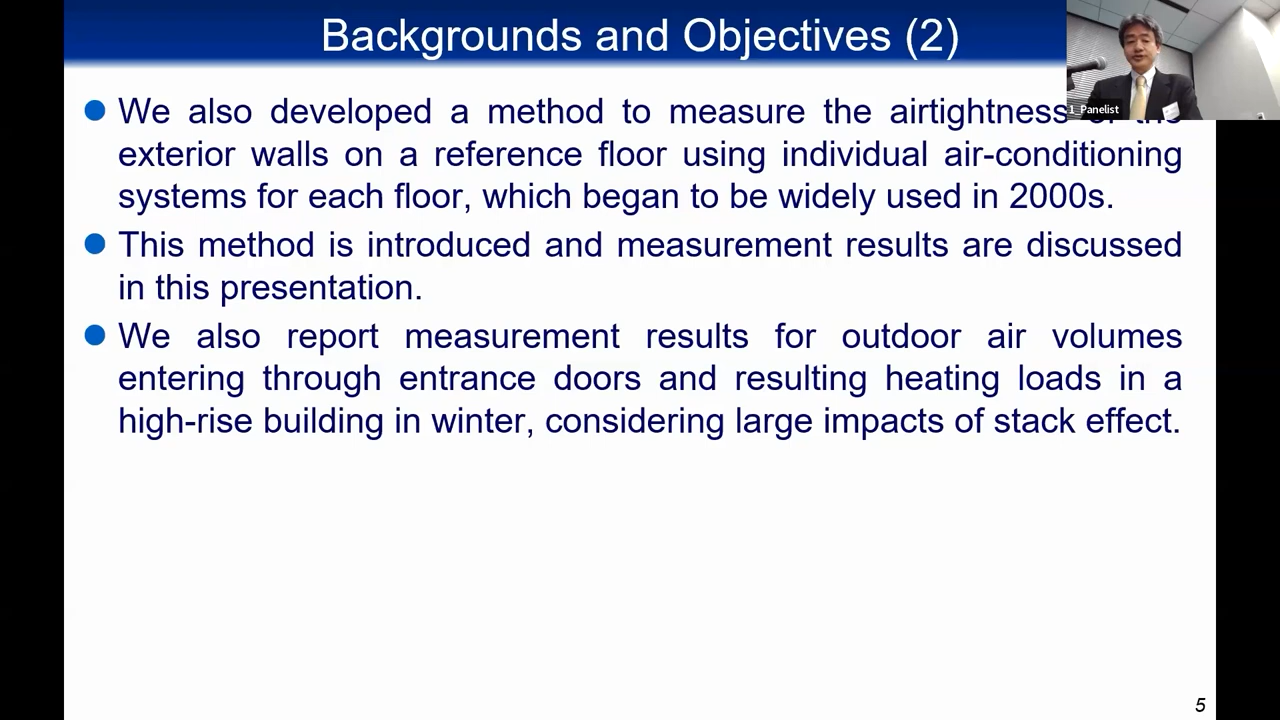 Backgrounds and Objectives (2)
We also developed a method to measure the airtightness of the
exterior walls on a reference floor using individual air-conditioning
systems for each floor, which began to be widely used in 2000s.
This method is introduced and measurement results are discussed
in this presentation.
We also report measurement results for outdoor air volumes
entering through entrance doors and resulting heating loads in a
high-rise building in winter, considering large impacts of stack effect.
1_Panelist
5